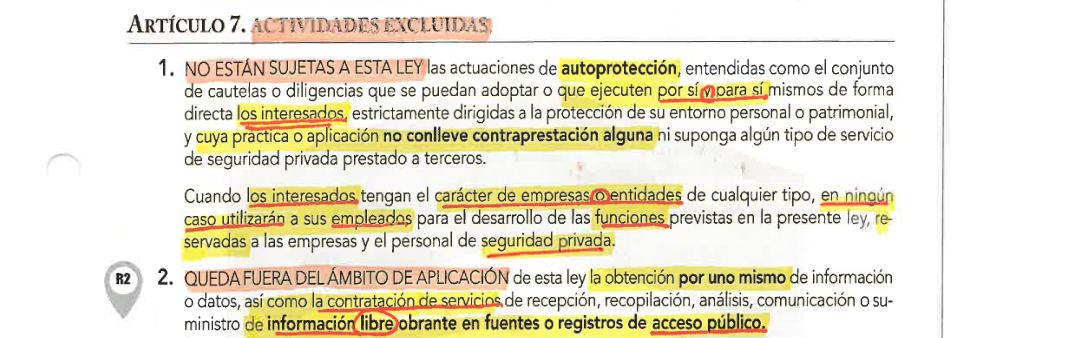 ARTÍCULO 7. ACTIVIDADES EXCLUIDAS.
1. NO ESTÁN SUJETAS A ESTA LEY las actuaciones de autoprotección, entendidas como el conjunto
de cautelas o diligencias que se puedan adoptar o que ejecuten por sí y para sí mismos de forma
directa los interesados, estrictamente dirigidas a la protección de su entorno personal o patrimonial,
y cuya práctica o aplicación no conlleve contraprestación alguna ni suponga algún tipo de servicio
de seguridad privada prestado a terceros.
Cuando los interesados tengan el carácter de empresas o entidades de cualquier tipo, en ningún
caso utilizarán a sus empleados para el desarrollo de las funciones previstas en la presente ley, re-
servadas a las empresas y el personal de seguridad privada.
R2 2. QUEDA FUERA DEL ÁMBITO DE APLICACIÓN de esta ley la obtención por uno mismo de información
o datos, así como la contratación de servicios de recepción, recopilación, análisis, comunicación o su-
ministro de información libre obrante en fuentes o registros de acceso público.